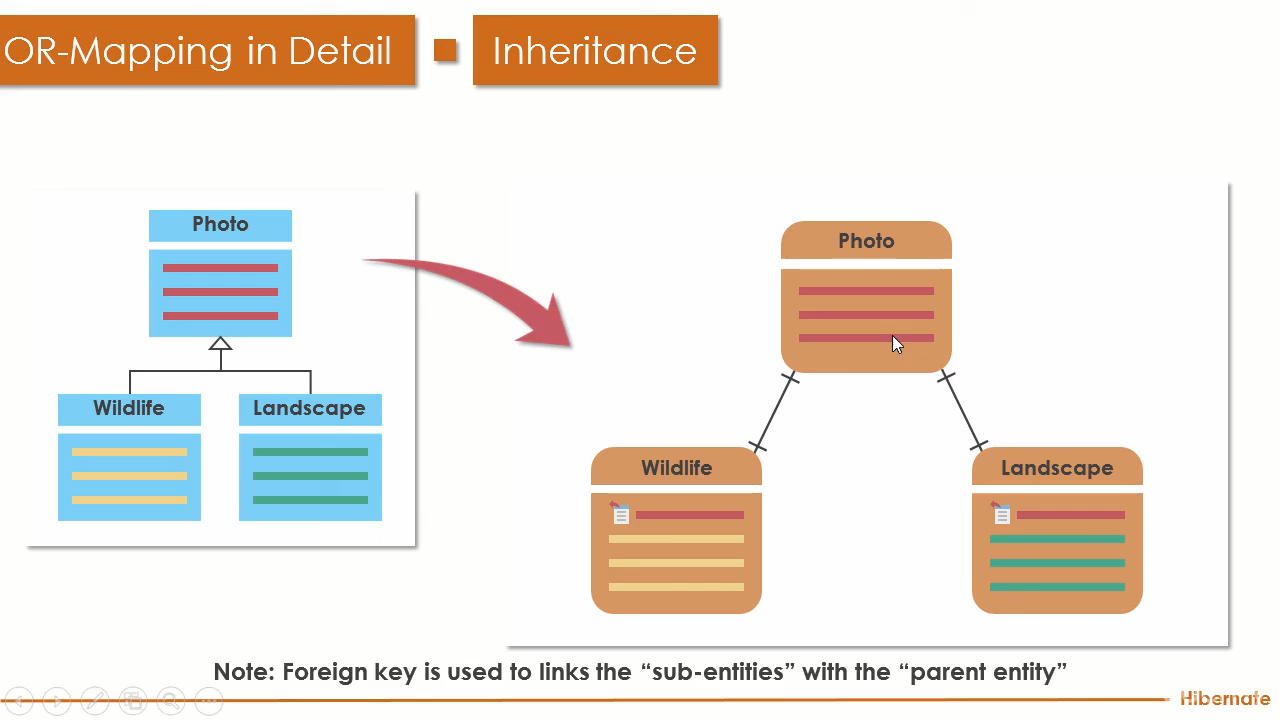 OR-Mapping in Detail
Inheritance
Photo
Wildlife
Landscape
Photo
Wildlife
Landscape
Note: Foreign key is used to links the “sub-entities” with the “parent entity”
Hibernate